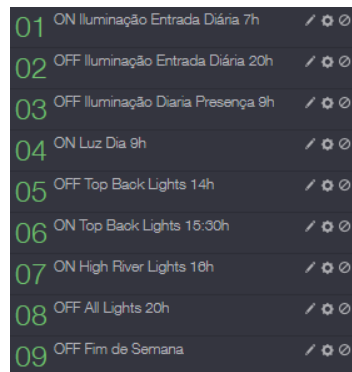 01 ON Iluminação Entrada Diária 7h
02 OFF Iluminação Entrada Diária 20h
03 OFF Iluminação Diaria Presença 9h
04 ON Luz Dia 9h
05 OFF Top Back Lights 14h
06 ON Top Back Lights 15:30h
07 ON High River Lights 16h
08 OFF All Lights 20h
09 OFF Fim de Semana